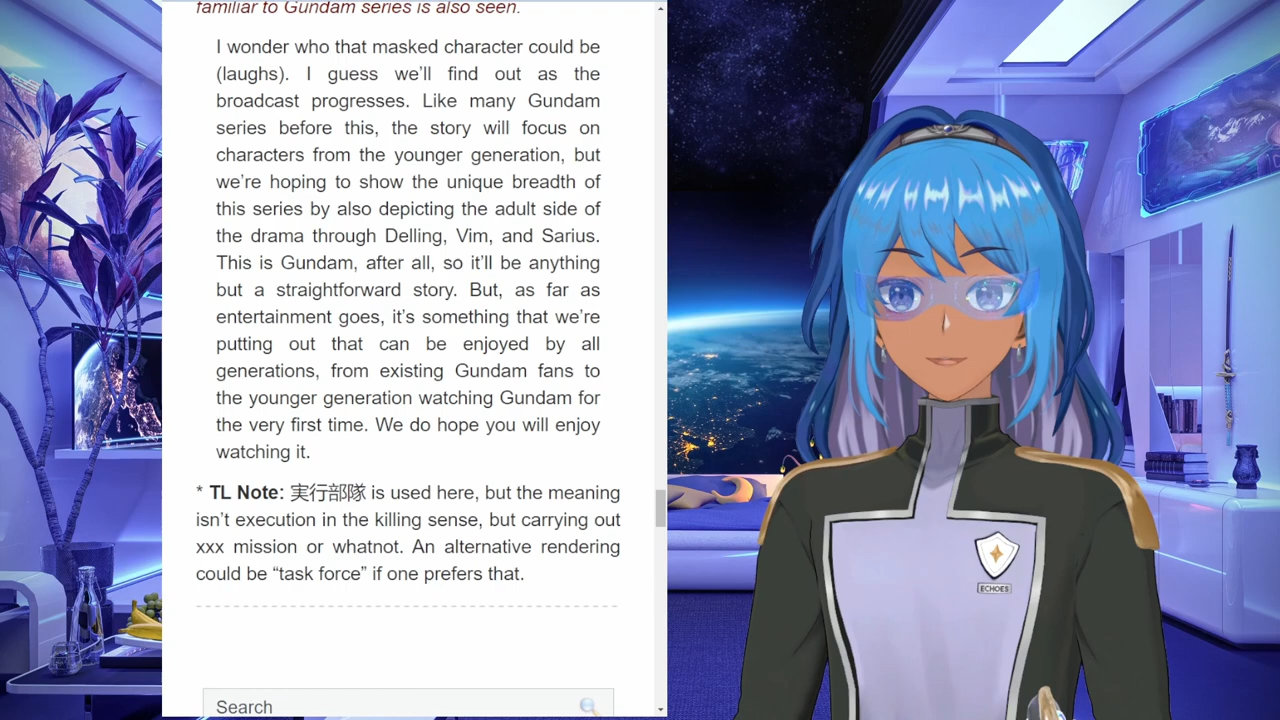 familiar to Gundam series is also seen.
I wonder who that masked character could be
(laughs). I guess we’ll find out as the
broadcast progresses. Like many Gundam
series before this, the story will focus on
characters from the younger generation, but
we’re hoping to show the unique breadth of
this series by also depicting the adult side of
the drama through Delling, Vim, and Sarius.
This is Gundam, after all, so it’ll be anything
but a straightforward story. But, as far as
entertainment goes, it’s something that we’re
putting out that can be enjoyed by all
generations, from existing Gundam fans to
the younger generation watching Gundam for
the very first time. We do hope you will enjoy
watching it.
* TL Note: 実行部隊 is used here, but the meaning
isn’t execution in the killing sense, but carrying out
xxx mission or whatnot. An alternative rendering
could be “task force” if one prefers that.
Search
ECHOES